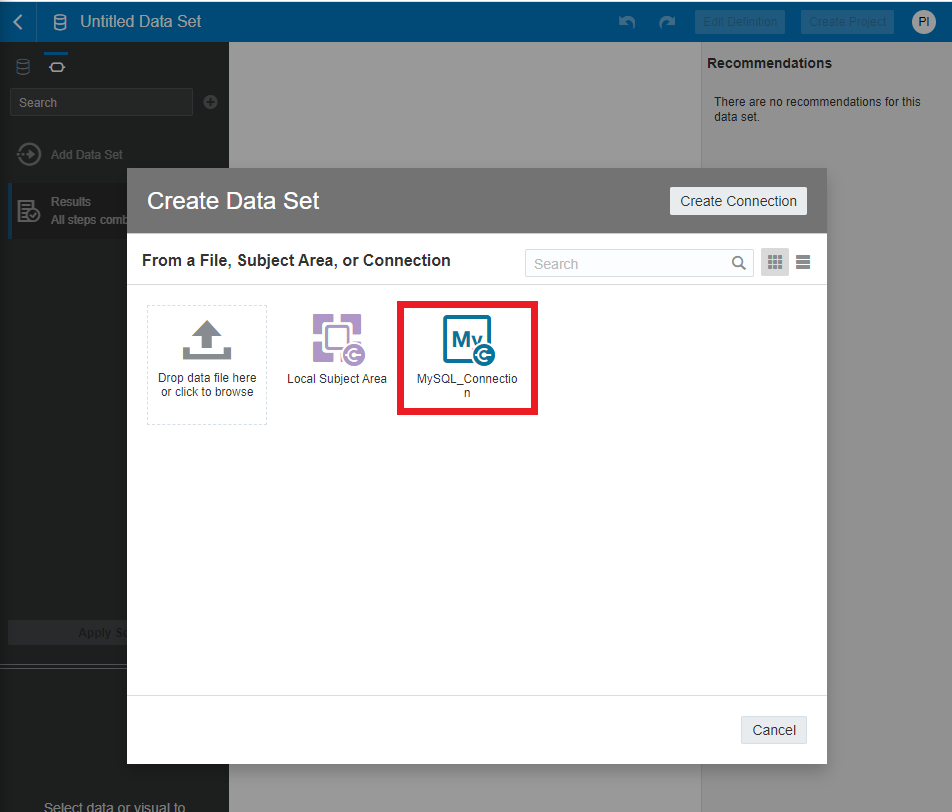 Untitled Data Set
Edit Definition
Create Project
PI
Search
Add Data Set
Results
All steps comb
Apply Sc
Select data or visual to
Recommendations
There are no recommendations for this
data set.
Create Data Set
Create Connection
From a File, Subject Area, or Connection
Search
Drop data file here
or click to browse
Local Subject Area
My
MySQL_Connectio
n
Cancel